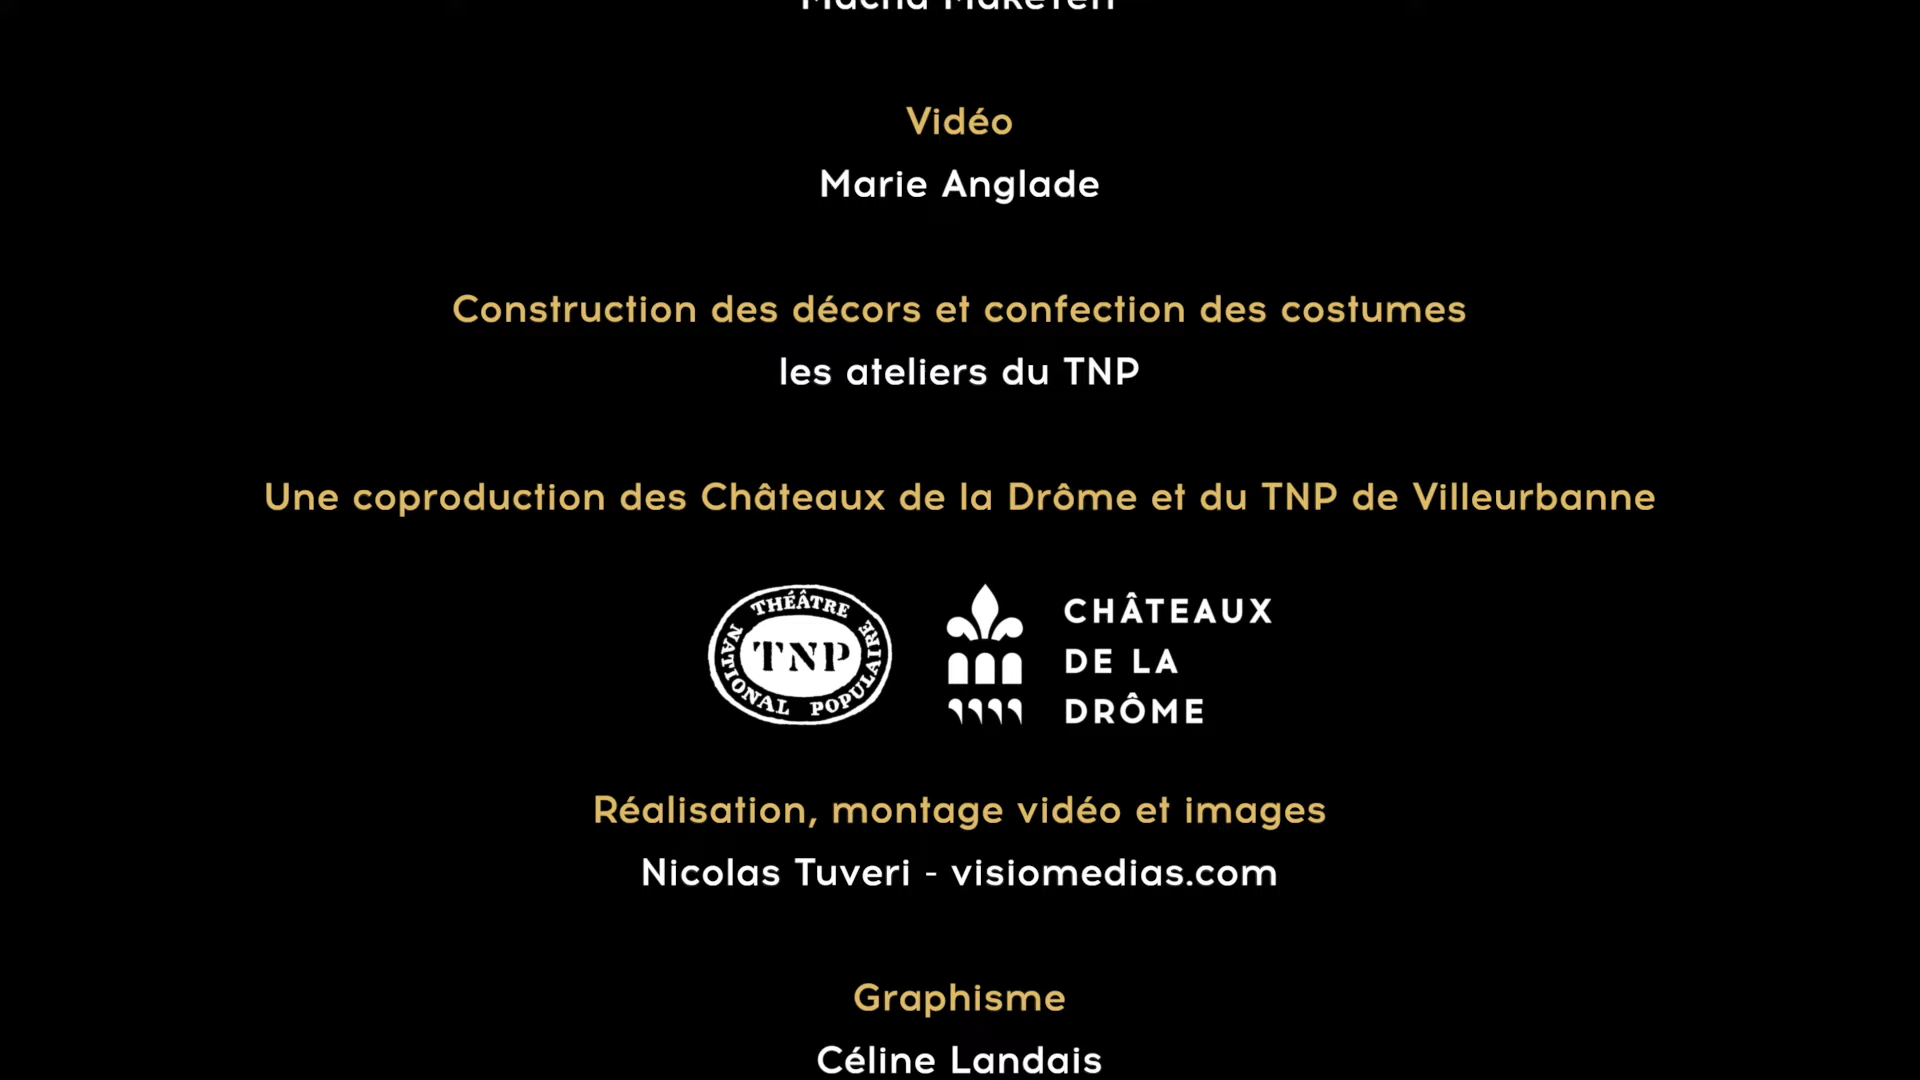 Vidéo
Marie Anglade
Construction des décors et confection des costumes
les ateliers du TNP
Une coproduction des Châteaux de la Drôme et du TNP de Villeurbanne
THÉÂTRE
NATIONAL POPULAIRE
TNP
CHÂTEAUX
DE LA
DRÔME
Réalisation, montage vidéo et images
Nicolas Tuveri - visiomedias.com
Graphisme
Céline Landais